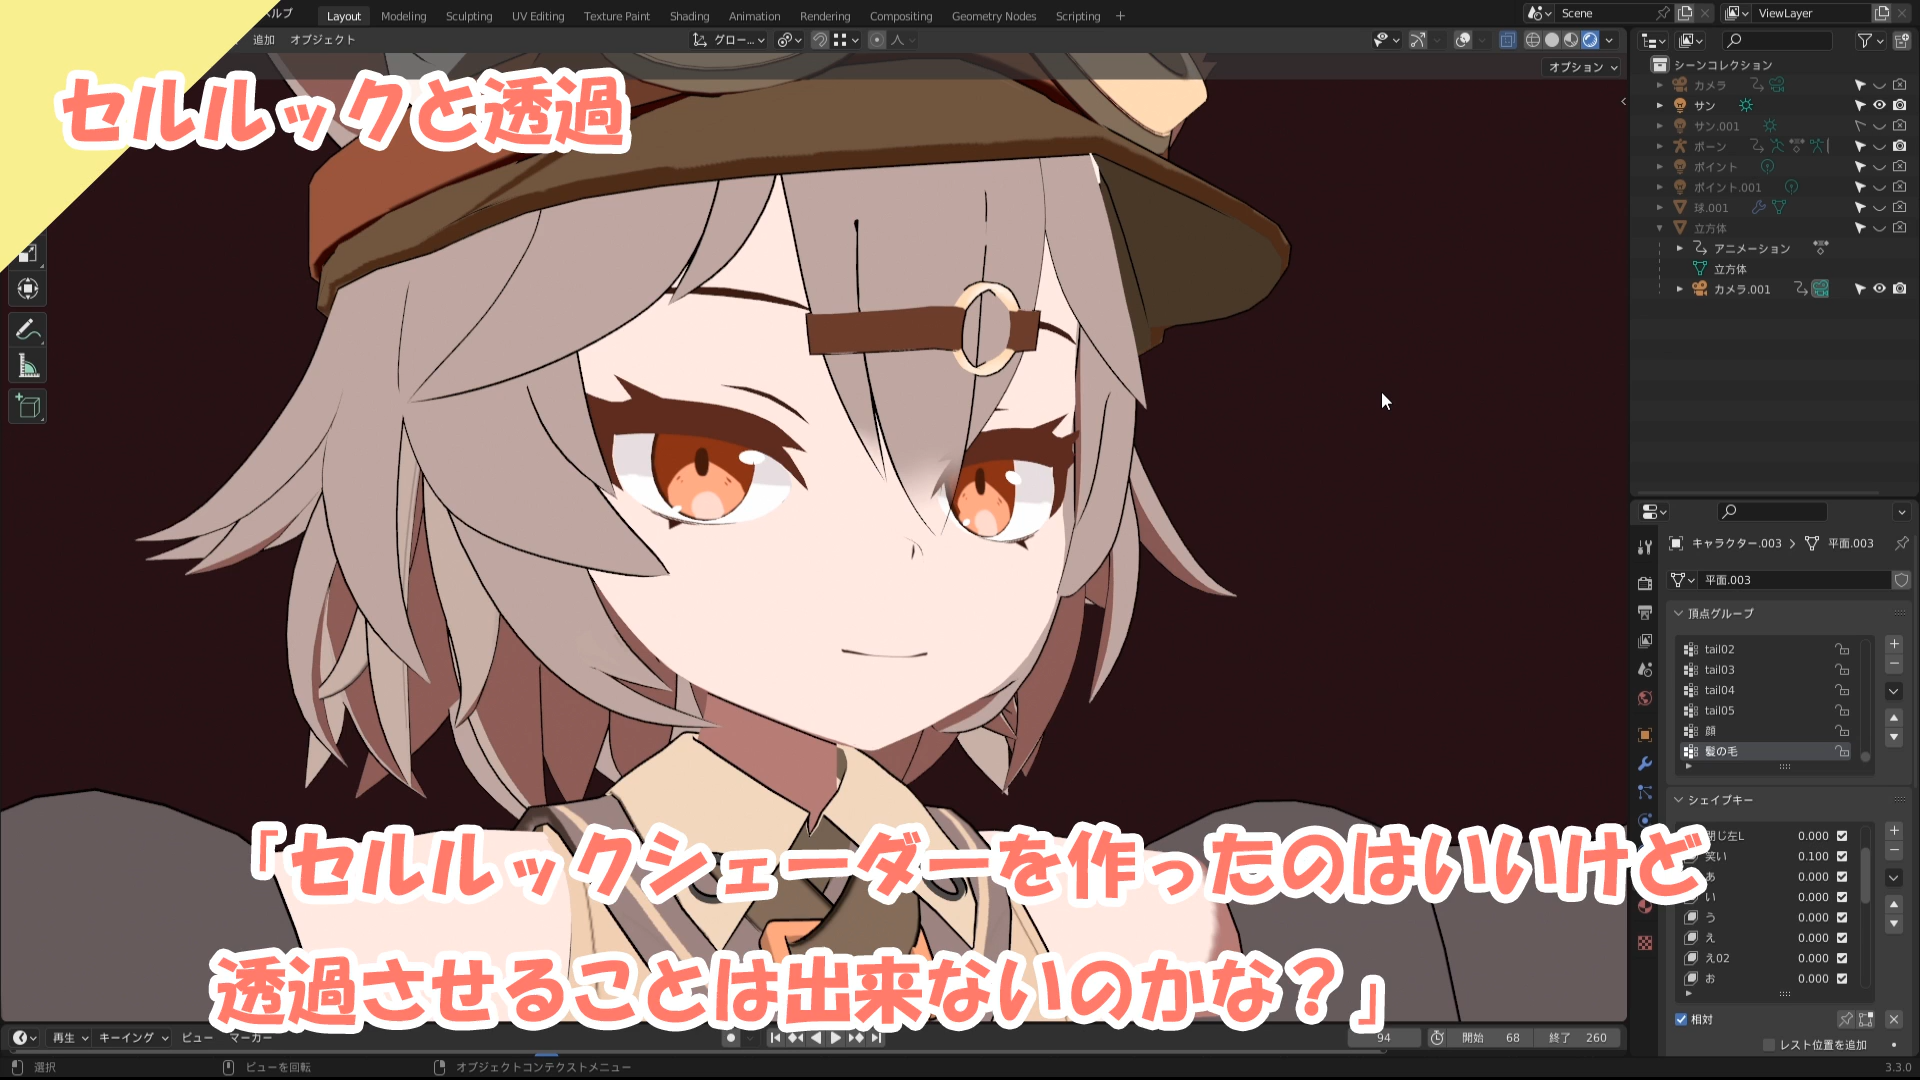 ヘルプ
Layout
Modeling
Sculpting
UV Editing
Texture Paint
Shading
Animation
Rendering
Compositing
Geometry Nodes
Scripting
Scene
ViewLayer
追加
オブジェクト
グロー...
オプション
セルルックと透過
シーンコレクション
カメラ
サン
サン.001
ボーン
ポイント
ポイント.001
球.001
立方体
アニメーション
立方体
カメラ.001
キャラクター.003
平面.003
平面.003
頂点グループ
tail02
tail03
tail04
tail05
顔
髪の毛
シェイプキー
閉じ左L 0.000
笑い 0.100
あ 0.000
い 0.000
う 0.000
え 0.000
え02 0.000
お 0.000
相対
レスト位置を追加
「セルルックシェーダーを作ったのはいいけど
透過させることは出来ないのかな？」
再生
キーイング
ビュー
マーカー
94
開始 68
終了 260
選択
ビューを回転
オブジェクトコンテクストメニュー
3.3.0